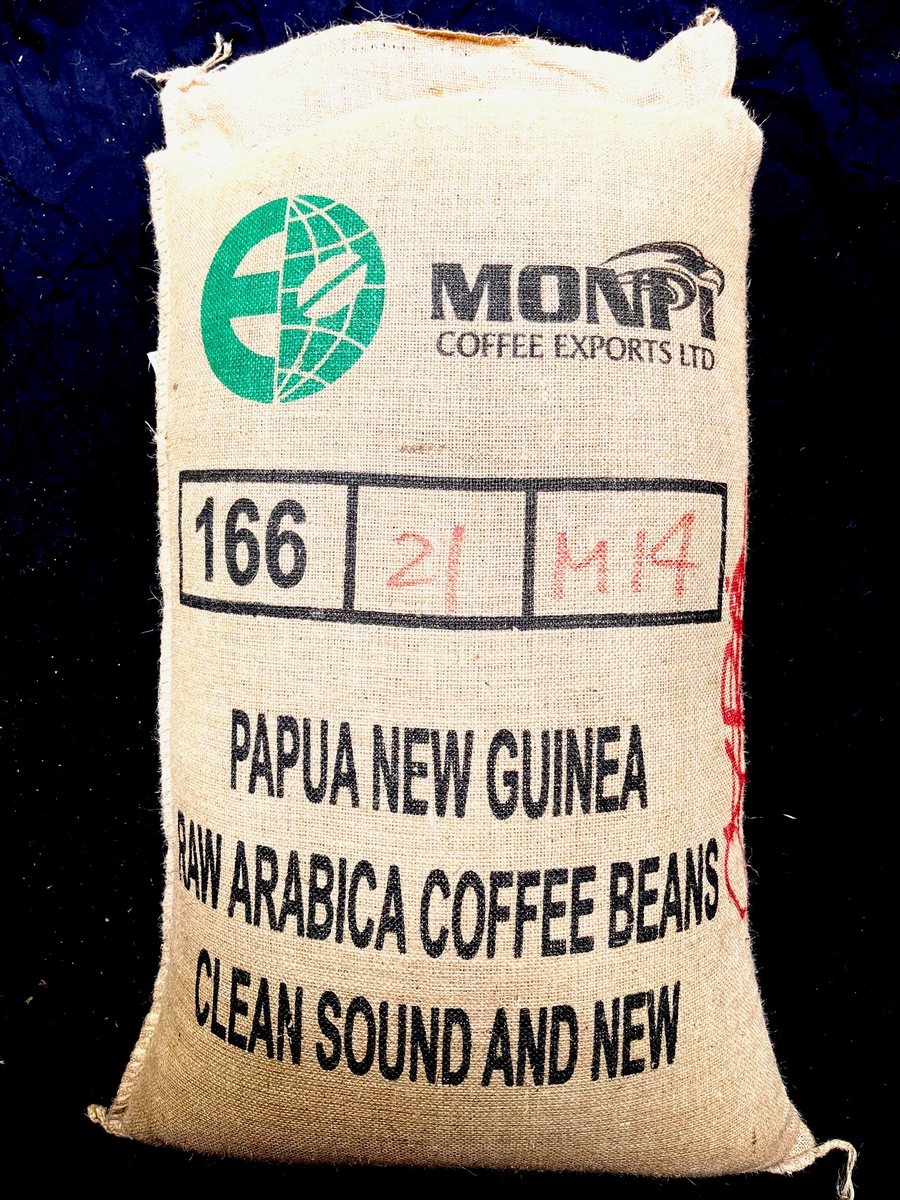 MONPI
COFFEE EXPORTS LTD
166 21 M14
PAPUA NEW GUINEA
RAW ARABICA COFFEE BEANS
CLEAN SOUND AND NEW